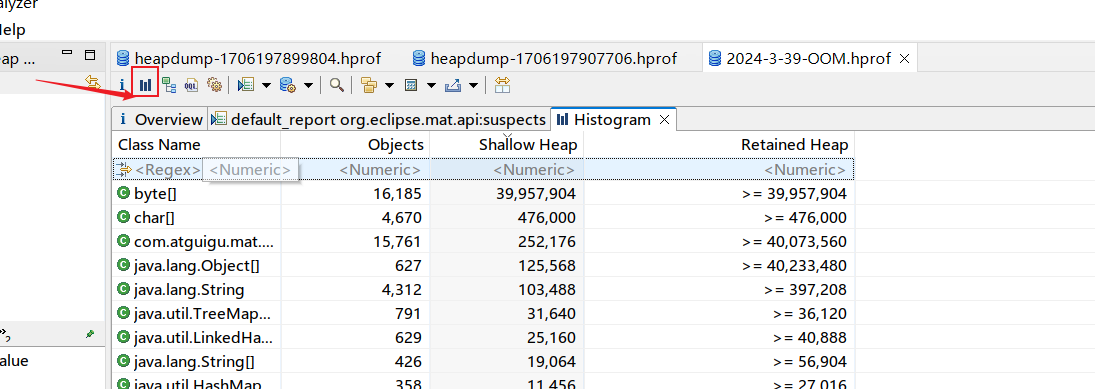 alyzer
Help
eap ...
heapdump-1706197899804.hprof heapdump-1706197907706.hprof 2024-3-39-OOM.hprof
i OQL
i Overview default_report org.eclipse.mat.api:suspects Histogram
Class Name Objects Shallow Heap Retained Heap
<Regex> <Numeric> <Numeric> <Numeric> <Numeric>
byte[] 16,185 39,957,904 >= 39,957,904
char[] 4,670 476,000 >= 476,000
com.atguigu.mat.... 15,761 252,176 >= 40,073,560
java.lang.Object[] 627 125,568 >= 40,233,480
java.lang.String 4,312 103,488 >= 397,208
java.util.TreeMap... 791 31,640 >= 36,120
java.util.LinkedHa... 629 25,160 >= 40,888
java.lang.String[] 426 19,064 >= 56,904
alue
java.util.HashMap 358 11,456 >= 27,016